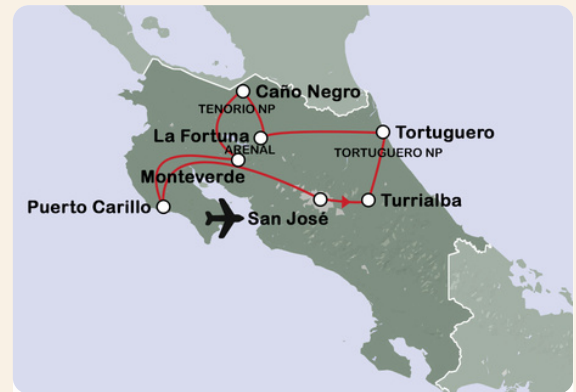 Caño Negro
TENORIO NP
La Fortuna
Tortuguero
ARENAL
TORTUGUERO NP
Monteverde
Puerto Carillo
San José
Turrialba